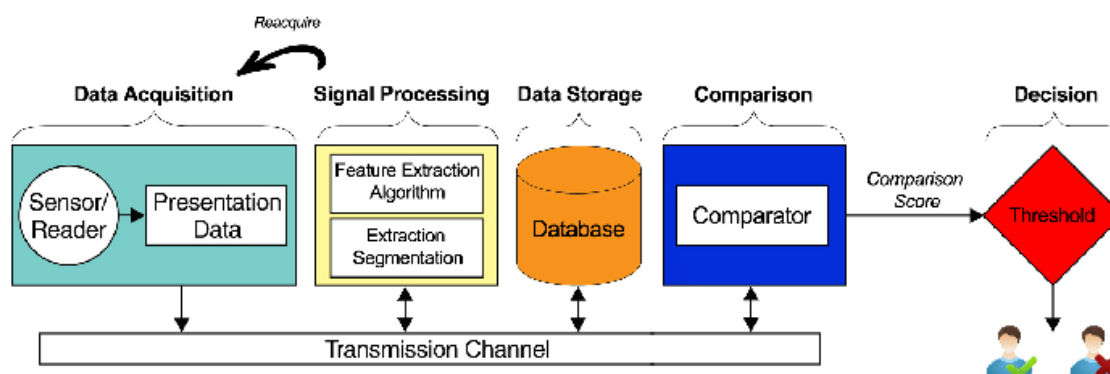 Reacquire
Data Acquisition
Signal Processing
Data Storage
Comparison
Decision
Sensor/
Reader
Presentation
Data
Feature Extraction
Algorithm
Extraction
Segmentation
Database
Comparator
Comparison
Score
Threshold
Transmission Channel